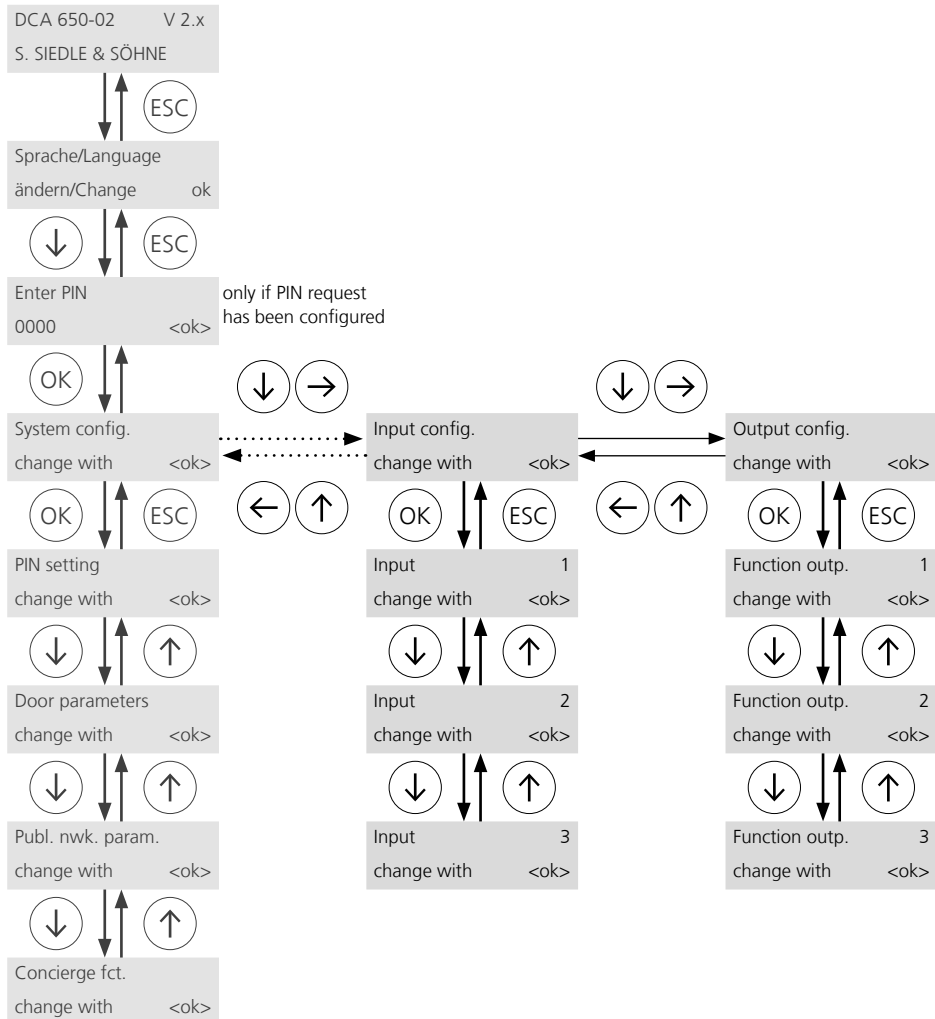 DCA 650-02 V 2.x
S. SIEDLE & SÖHNE
ESC
Sprache/Language
ändern/Change ok
ESC
Enter PIN
0000 <ok>
only if PIN request
has been configured
OK
System config.
change with <ok>
OK ESC
PIN setting
change with <ok>
Door parameters
change with <ok>
Publ. nwk. param.
change with <ok>
Concierge fct.
change with <ok>
Input config.
change with <ok>
OK ESC
Input 1
change with <ok>
Input 2
change with <ok>
Input 3
change with <ok>
Output config.
change with <ok>
OK ESC
Function outp. 1
change with <ok>
Function outp. 2
change with <ok>
Function outp. 3
change with <ok>